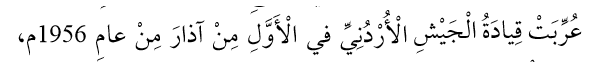 عُرِّبَتْ قِيادَةُ الْجَيْشِ الْأُرْدُنِيِّ في الْأَوَّلِ مِنْ آذارَ مِنْ عامِ 1956م،